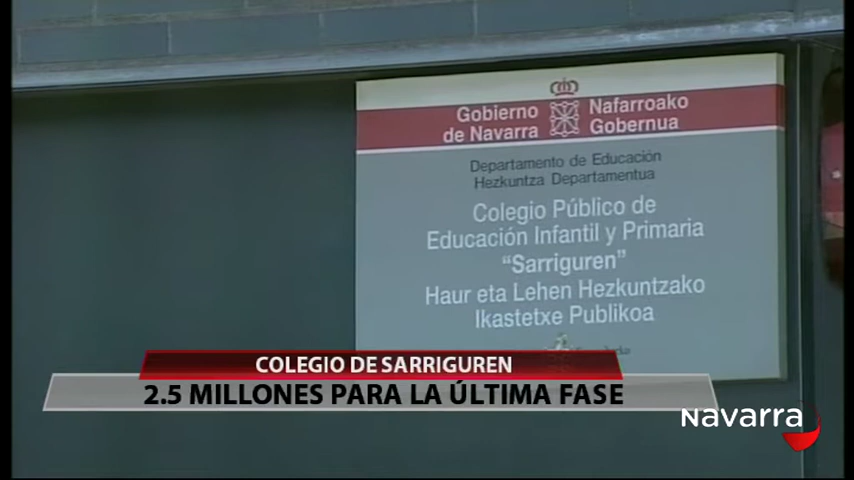 Gobierno
de Navarra
Nafarroako
Gobernua
Departamento de Educación
Hezkuntza Departamentua
Colegio Público de
Educación Infantil y Primaria
“Sarriguren”
Haur eta Lehen Hezkuntzako
Ikastetxe Publikoa
COLEGIO DE SARRIGUREN
2.5 MILLONES PARA LA ÚLTIMA FASE
NAVARRA